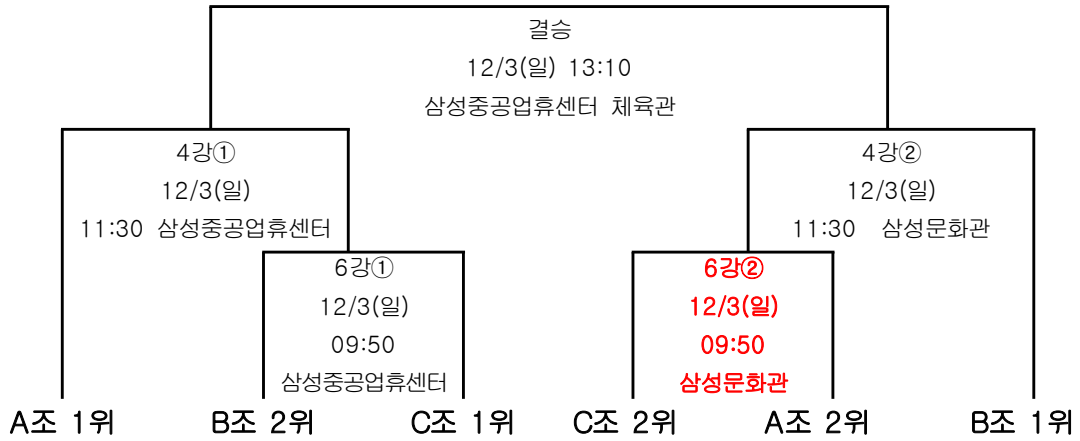 결승
12/3(일) 13:10
삼성중공업휴센터 체육관
4강①
12/3(일)
11:30 삼성중공업휴센터
4강②
12/3(일)
11:30 삼성문화관
6강①
12/3(일)
09:50
삼성중공업휴센터
6강②
12/3(일)
09:50
삼성문화관
A조 1위 B조 2위 C조 1위 C조 2위 A조 2위 B조 1위